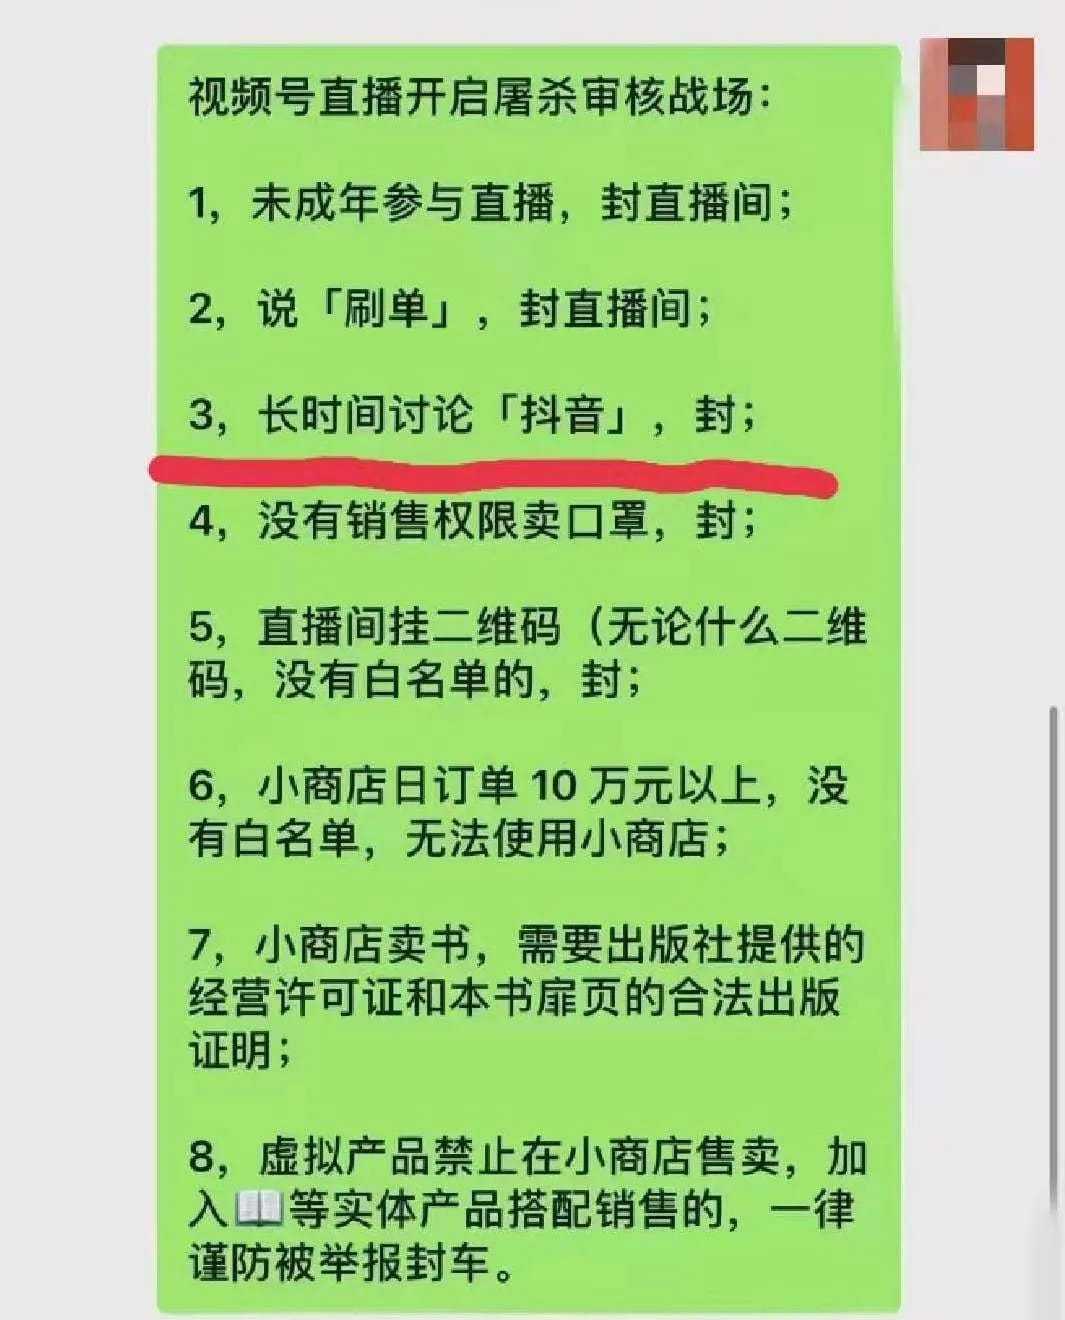 视频号直播开启屠杀审核战场：
1，未成年参与直播，封直播间；
2，说「刷单」，封直播间；
3，长时间讨论「抖音」，封；
4，没有销售权限卖口罩，封；
5，直播间挂二维码（无论什么二维
码，没有白名单的，封；
6，小商店日订单 10 万元以上，没
有白名单，无法使用小商店；
7，小商店卖书，需要出版社提供的
经营许可证和本书扉页的合法出版
证明；
8，虚拟产品禁止在小商店售卖，加
入📖等实体产品搭配销售的，一律
谨防被举报封车。